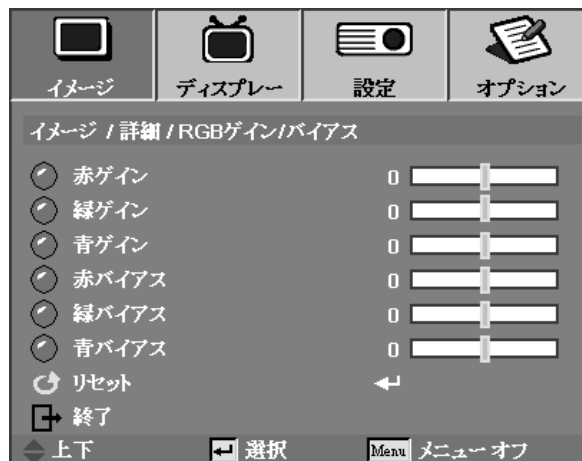 イメージ ディスプレー 設定 オプション
イメージ / 詳細 / RGBゲイン/バイアス
赤ゲイン 0
緑ゲイン 0
青ゲイン 0
赤バイアス 0
緑バイアス 0
青バイアス 0
リセット
終了
上下 選択 Menu メニューオフ